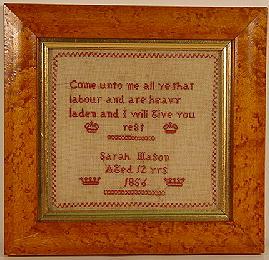 Come unto me all ye that
labour and are heavy
laden and I will give you
rest
Sarah Mason
Aged 12 yrs
1856